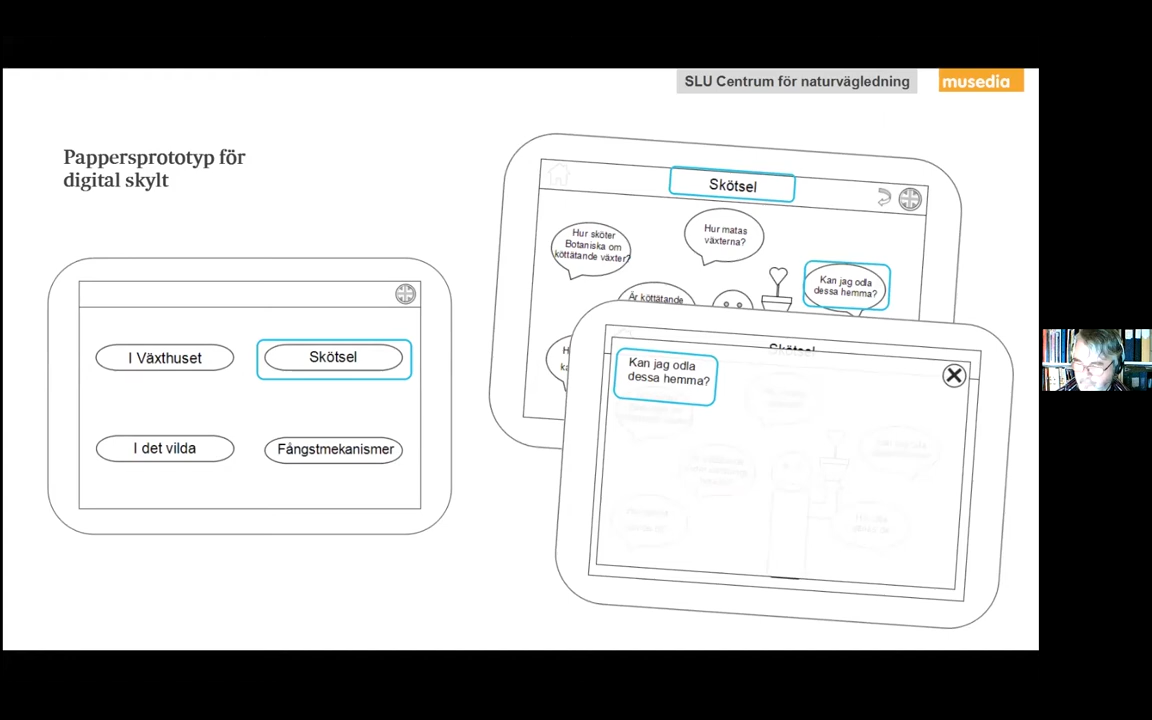 SLU Centrum för naturvägledning
musedia
Pappersprototyp för
digital skylt
I Växthuset
Skötsel
I det vilda
Fångstmekanismer
Skötsel
Hur sköter
Botaniska om
köttätande växter?
Hur matas
växterna?
Kan jag odla
dessa hemma?
Är köttätande
Skötsel
Kan jag odla
dessa hemma?